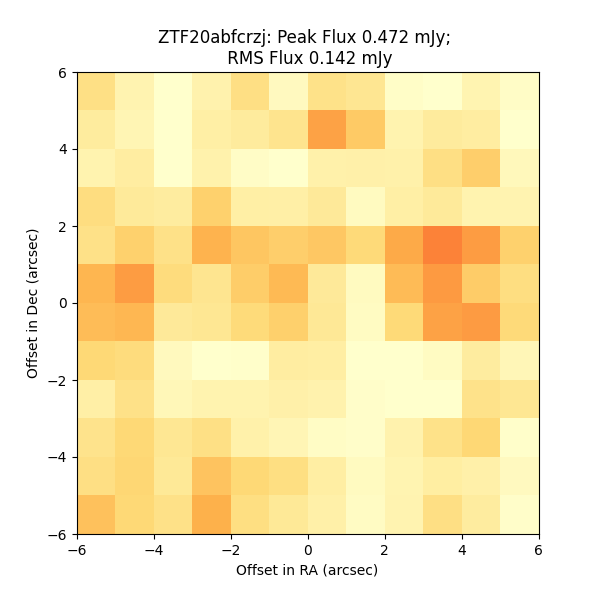 ZTF20abfcrzj: Peak Flux 0.472 mJy;
RMS Flux 0.142 mJy
6
4
2
0
−2
−4
−6
Offset in Dec (arcsec)
−6 −4 −2 0 2 4 6
Offset in RA (arcsec)